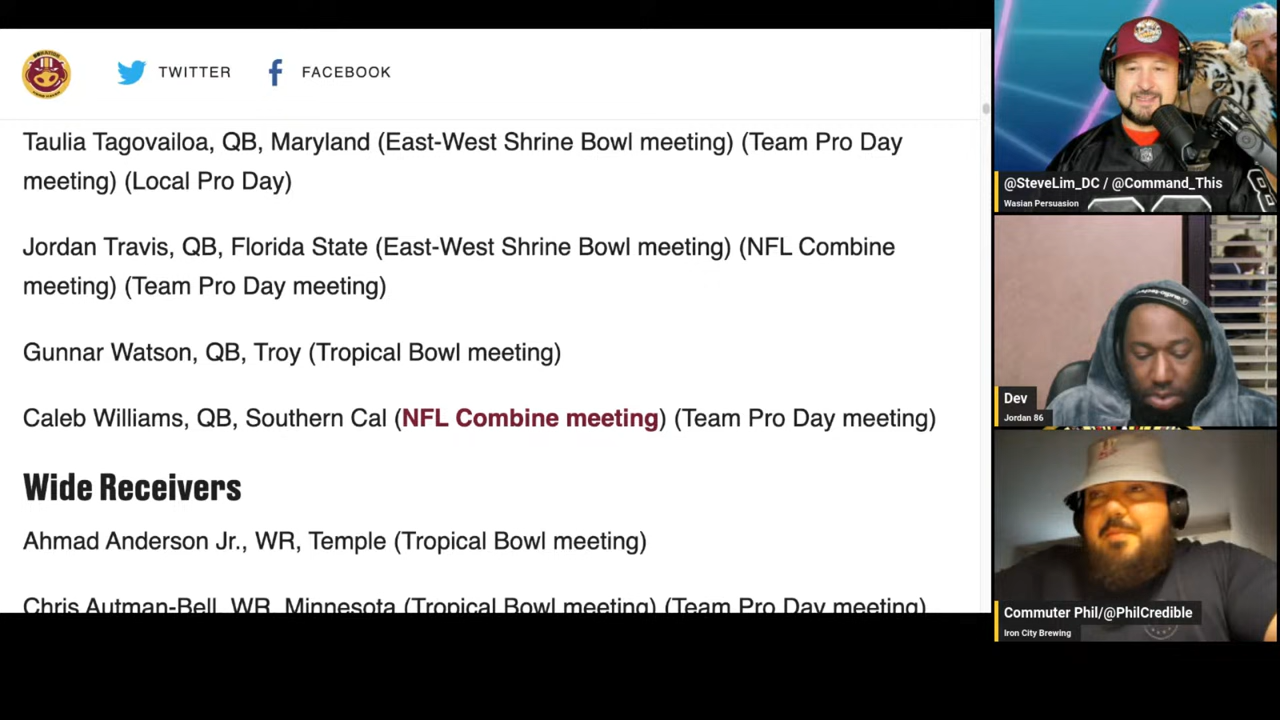 TWITTER
FACEBOOK
Taulia Tagovailoa, QB, Maryland (East-West Shrine Bowl meeting) (Team Pro Day
meeting) (Local Pro Day)
Jordan Travis, QB, Florida State (East-West Shrine Bowl meeting) (NFL Combine
meeting) (Team Pro Day meeting)
Gunnar Watson, QB, Troy (Tropical Bowl meeting)
Caleb Williams, QB, Southern Cal (NFL Combine meeting) (Team Pro Day meeting)
Wide Receivers
Ahmad Anderson Jr., WR, Temple (Tropical Bowl meeting)
Chris Autman-Bell, WR, Minnesota (Tropical Bowl meeting) (Team Pro Day meeting)
@SteveLim_DC / @Command_This
Wasian Persuasion
Dev
Jordan 86
Commuter Phil/@PhilCredible
Iron City Brewing